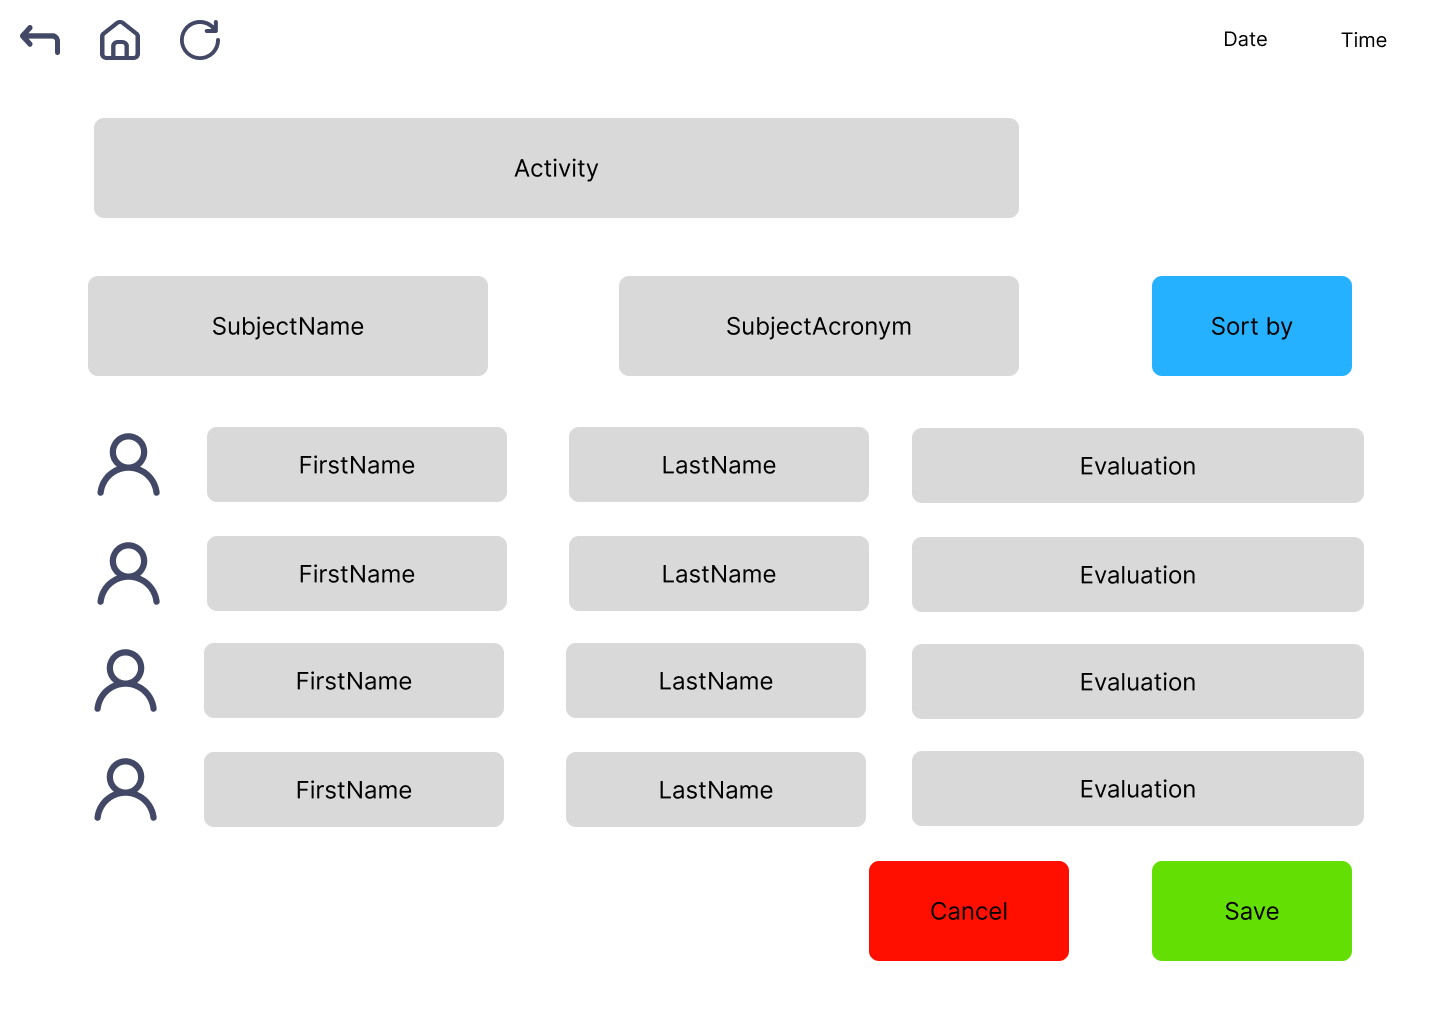 Date Time
Activity
SubjectName SubjectAcronym Sort by
FirstName LastName Evaluation
FirstName LastName Evaluation
FirstName LastName Evaluation
FirstName LastName Evaluation
Cancel Save